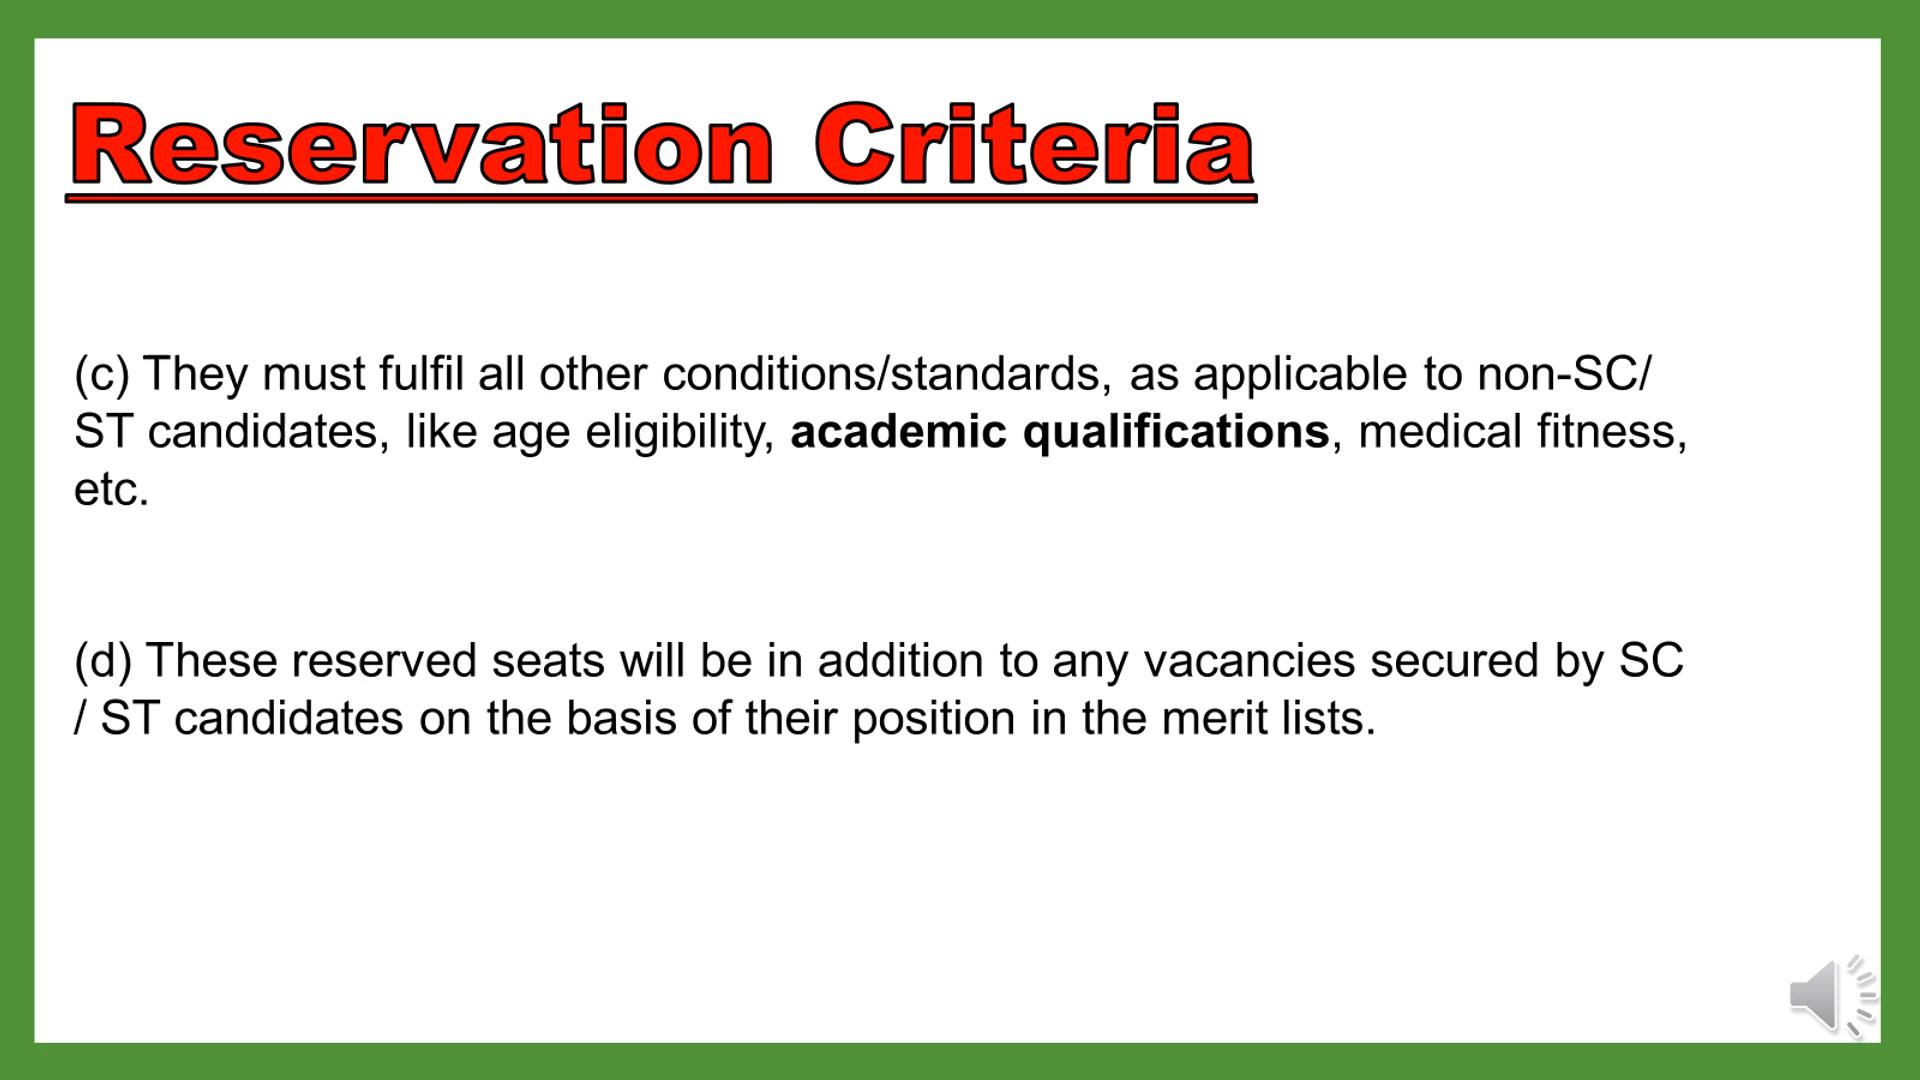 Reservation Criteria
(c) They must fulfil all other conditions/standards, as applicable to non-SC/
ST candidates, like age eligibility, academic qualifications, medical fitness,
etc.
(d) These reserved seats will be in addition to any vacancies secured by SC
/ ST candidates on the basis of their position in the merit lists.